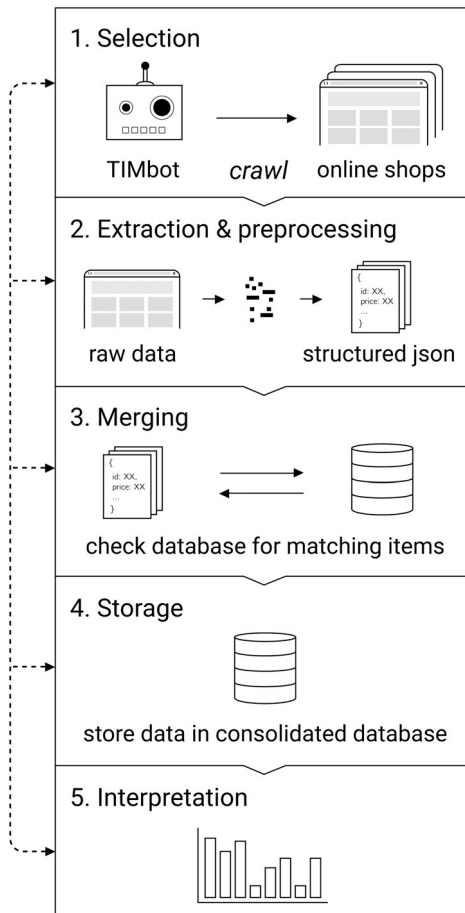 1. Selection
TIMbot
crawl
online shops
2. Extraction & preprocessing
{
id: XX,
price: XX
...
}
raw data
structured json
3. Merging
{
id: XX,
price: XX
...
}
check database for matching items
4. Storage
store data in consolidated database
5. Interpretation